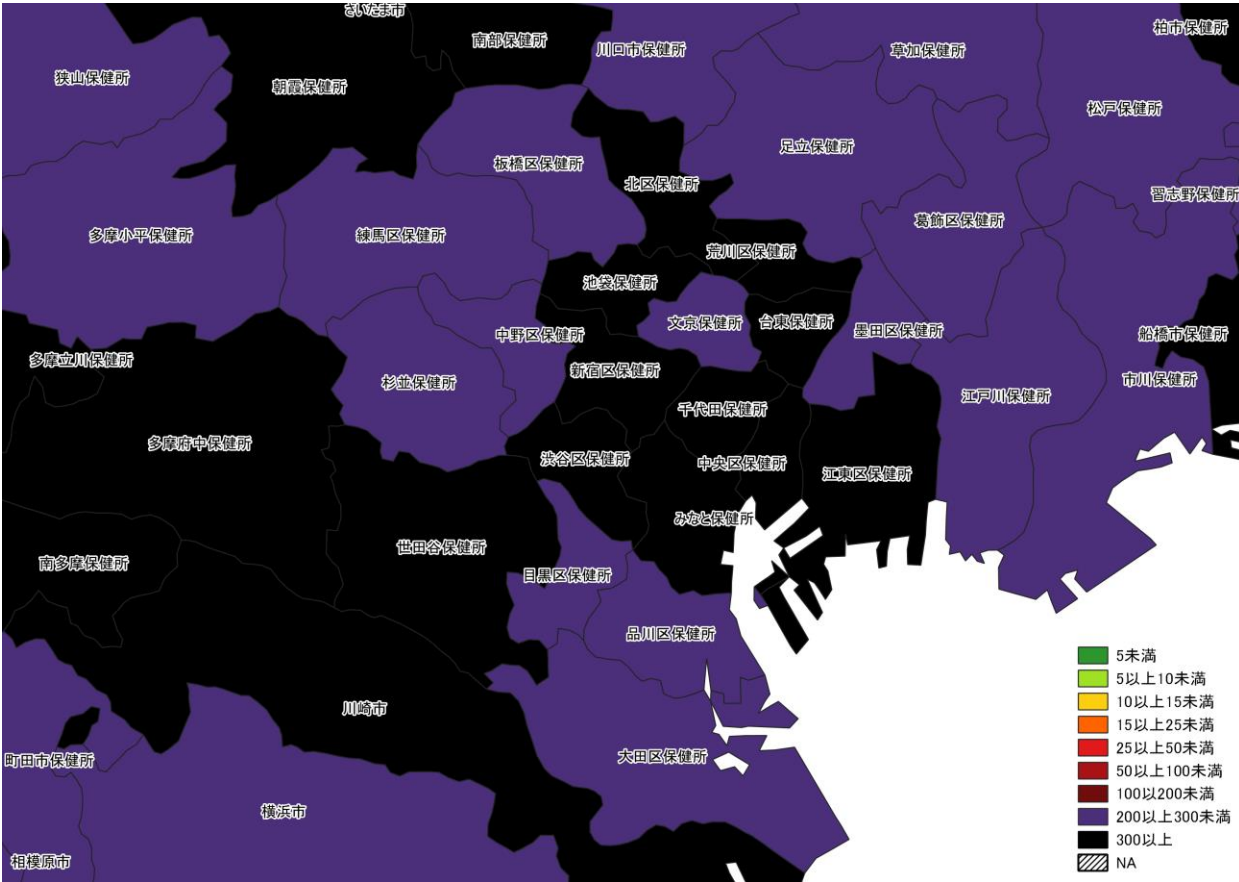 さいたま市
南部保健所
川口市保健所
草加保健所
柏市保健所
狭山保健所
朝霞保健所
松戸保健所
足立保健所
板橋区保健所
北区保健所
習志野保健所
葛飾区保健所
多摩小平保健所
練馬区保健所
荒川区保健所
池袋保健所
文京保健所
台東保健所
墨田区保健所
船橋市保健所
中野区保健所
多摩立川保健所
新宿区保健所
杉並保健所
市川保健所
江戸川保健所
千代田保健所
多摩府中保健所
渋谷区保健所
中央区保健所
江東区保健所
みなと保健所
世田谷保健所
南多摩保健所
目黒区保健所
品川区保健所
川崎市
大田区保健所
町田市保健所
横浜市
相模原市
5未満
5以上10未満
10以上15未満
15以上25未満
25以上50未満
50以上100未満
100以200未満
200以上300未満
300以上
NA